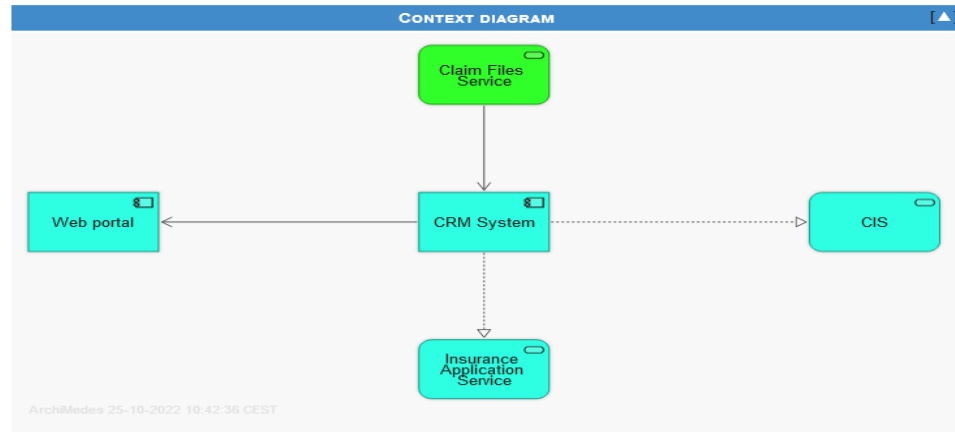 CONTEXT DIAGRAM
[▲]
Claim Files
Service
Web portal
CRM System
CIS
Insurance
Application
Service
ArchiMedes 25-10-2022 10:42:36 CEST